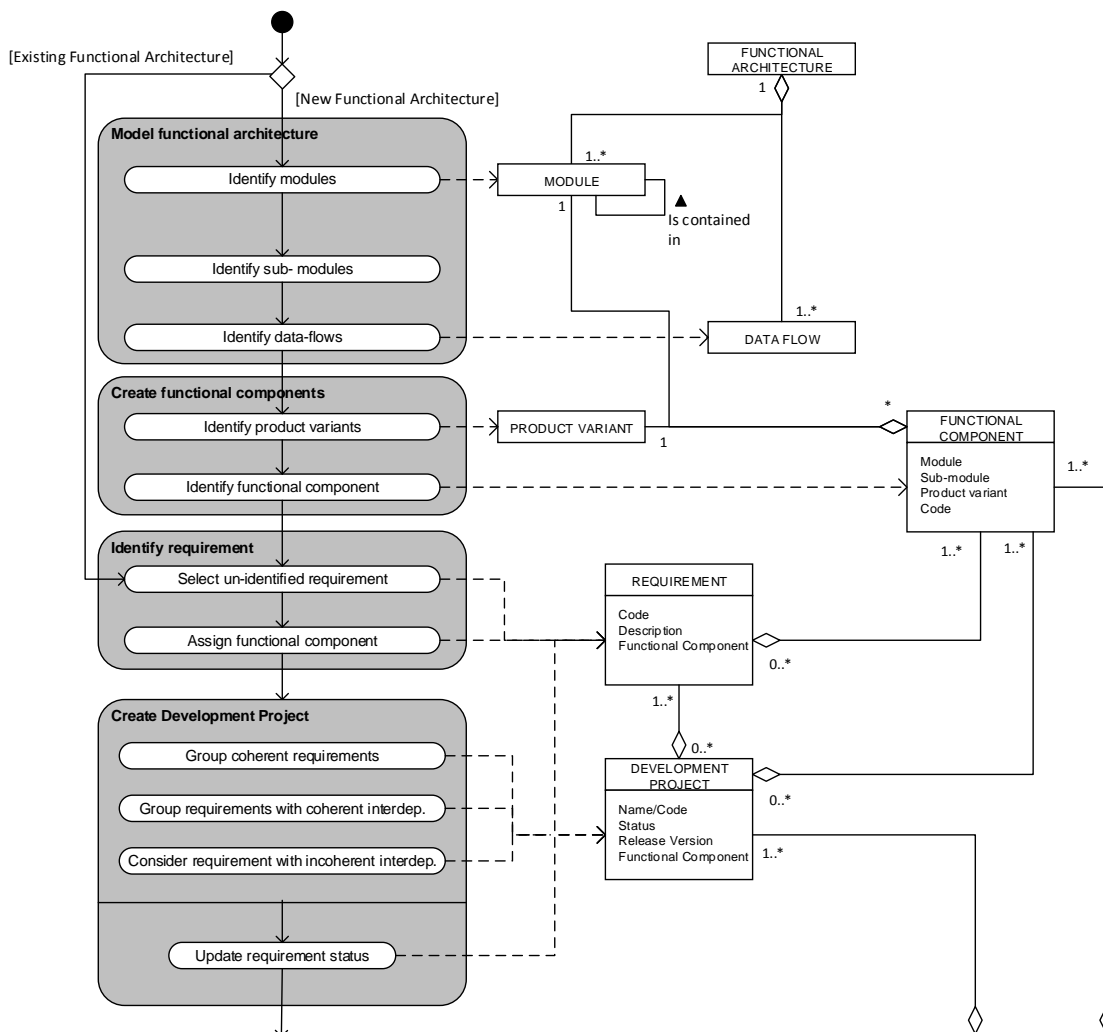 [Existing Functional Architecture]
[New Functional Architecture]
Model functional architecture
Identify modules
Identify sub- modules
Identify data-flows
Create functional components
Identify product variants
Identify functional component
Identify requirement
Select un-identified requirement
Assign functional component
Create Development Project
Group coherent requirements
Group requirements with coherent interdep.
Consider requirement with incoherent interdep.
Update requirement status
FUNCTIONAL
ARCHITECTURE
1
1..*
MODULE
1
Is contained
in
1..*
DATA FLOW
PRODUCT VARIANT
1
*
FUNCTIONAL
COMPONENT
Module
Sub-module
Product variant
Code
1..*
1..*
1..*
REQUIREMENT
Code
Description
Functional Component
0..*
1..*
0..*
DEVELOPMENT
PROJECT
Name/Code
Status
Release Version
Functional Component
0..*
1..*